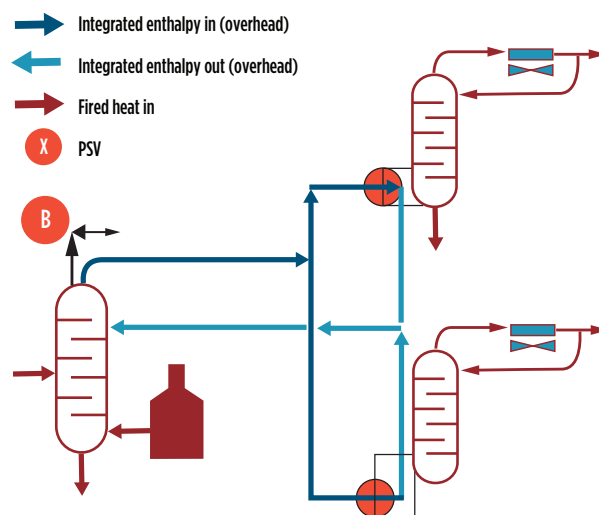 Integrated enthalpy in (overhead)
Integrated enthalpy out (overhead)
Fired heat in
X
PSV
B